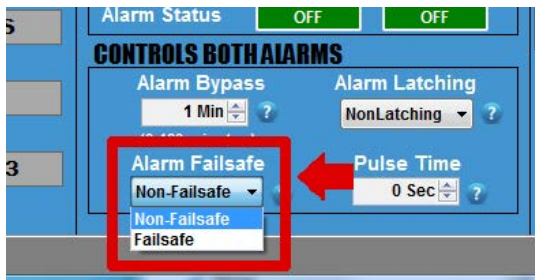 S
Alarm Status OFF OFF
CONTROLS BOTH ALARMS
Alarm Bypass Alarm Latching
1 Min ? NonLatching ?
3
Alarm Failsafe Pulse Time
Non-Failsafe 0 Sec ?
Non-Failsafe
Failsafe